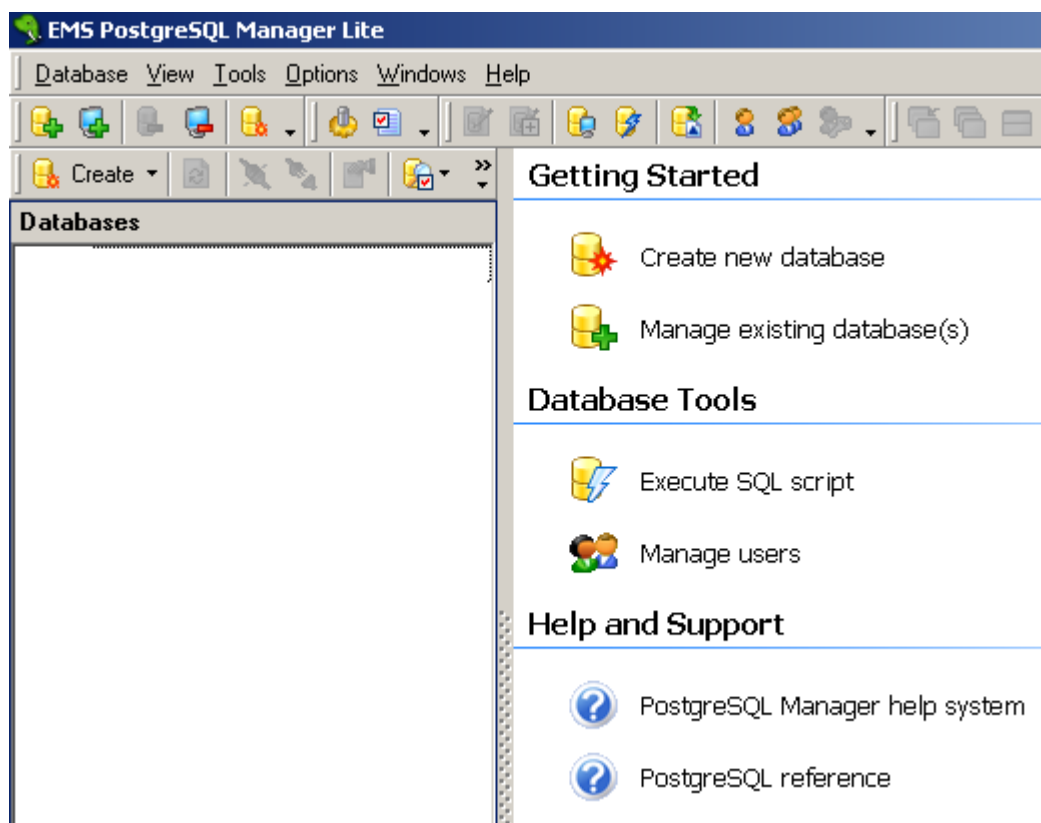 EMS PostgreSQL Manager Lite
Database View Tools Options Windows Help
Create
Databases
Getting Started
Create new database
Manage existing database(s)
Database Tools
Execute SQL script
Manage users
Help and Support
PostgreSQL Manager help system
PostgreSQL reference